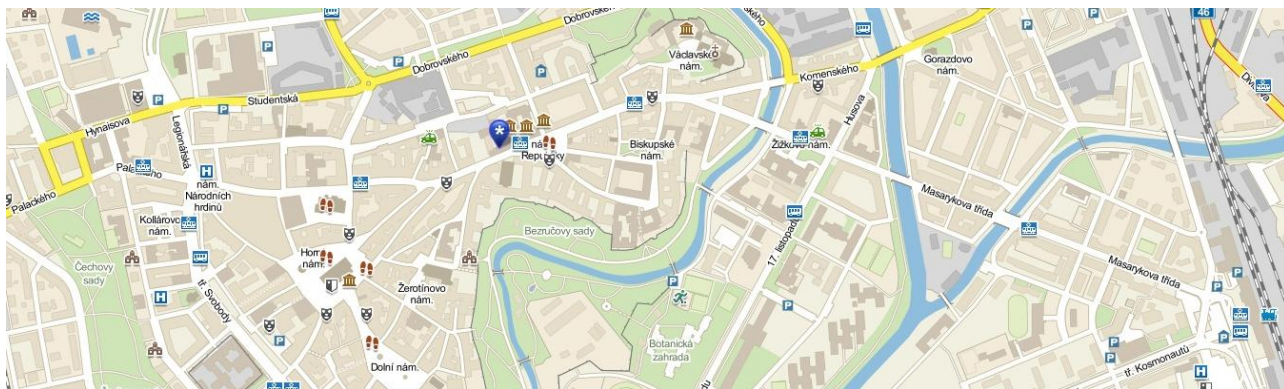 46
Dobrovského
Václavské
nám.
Gorazdovo
nám.
Komenského
Dobrovského
Studentská
Hynaisova
Legionářská
Husova
nám.
Republiky
Biskupské
nám.
Žižkovo nám.
Palackého
Palackého
H
nám.
Národních
hrdinů
Masarykova třída
Kollárovo
nám.
17. listopadu
Bezručovy sady
Horní
nám.
Čechovy
sady
tř. Svobody
Žerotínovo
nám.
Masarykova třída
H
P
Botanická
zahrada
tř. Kosmonautů
Dolní nám.
H